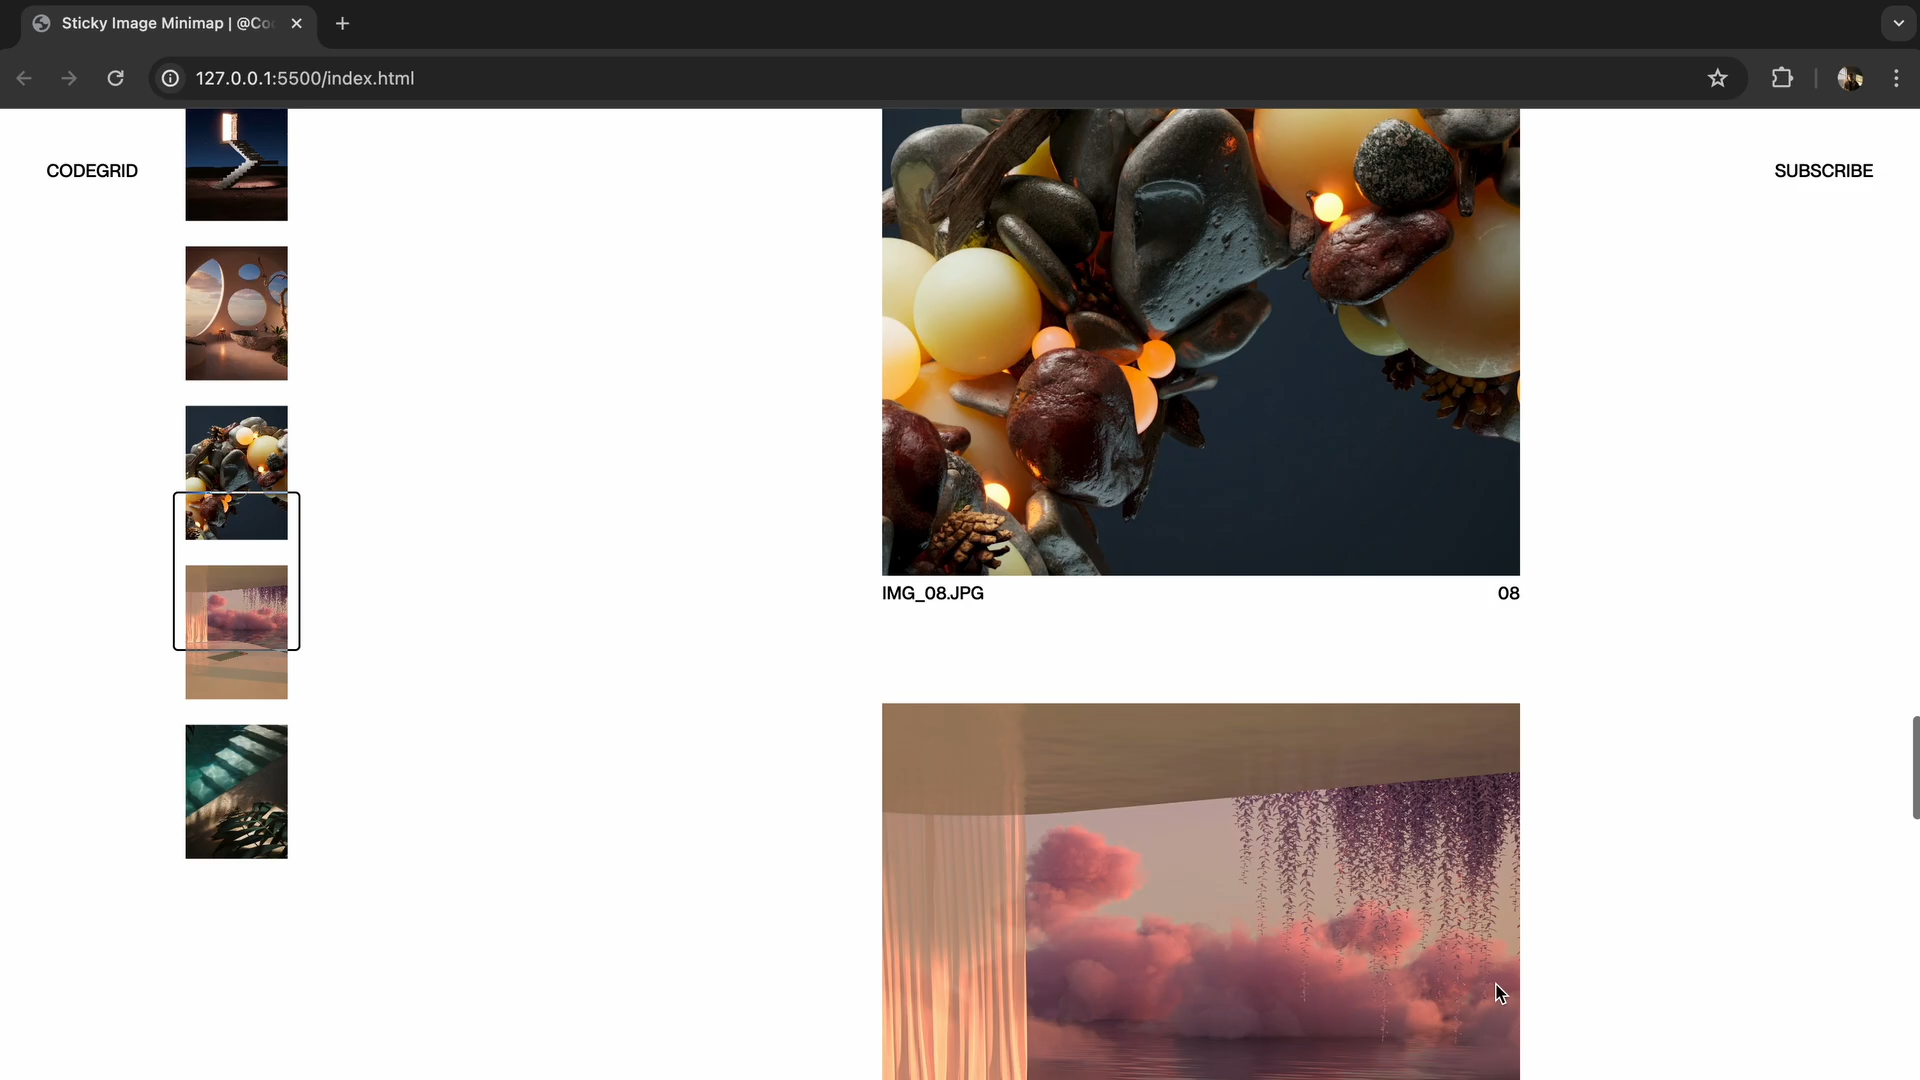 Sticky Image Minimap | @Co
127.0.0.1:5500/index.html
CODEGRID
SUBSCRIBE
IMG_08.JPG
08